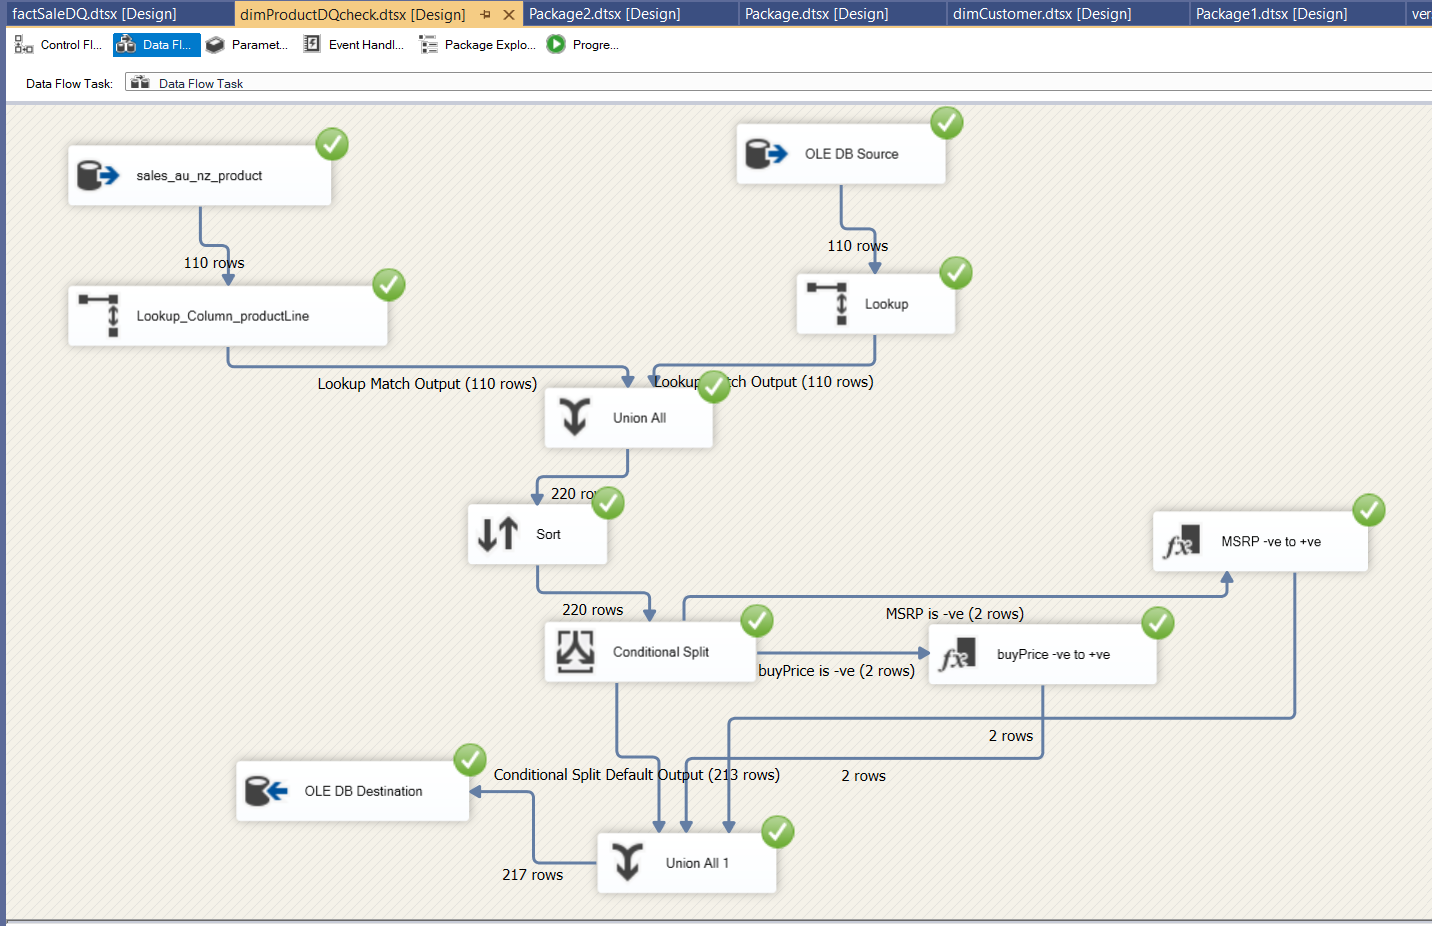 factSaleDQ.dtsx [Design]
dimProductDQcheck.dtsx [Design]
Package2.dtsx [Design]
Package.dtsx [Design]
dimCustomer.dtsx [Design]
Package1.dtsx [Design]
ver
Control Fl...
Data Fl...
Paramet...
Event Handl...
Package Explo...
Progre...
Data Flow Task:
Data Flow Task
OLE DB Source
sales_au_nz_product
110 rows
110 rows
Lookup
Lookup_Column_productLine
Lookup Match Output (110 rows)
Lookup
tch Output (110 rows)
Union All
220 ro
Sort
MSRP -ve to +ve
220 rows
MSRP is -ve (2 rows)
Conditional Split
buyPrice -ve to +ve
buyPrice is -ve (2 rows)
2 rows
Conditional Split Default Output (213 rows)
2 rows
OLE DB Destination
Union All 1
217 rows